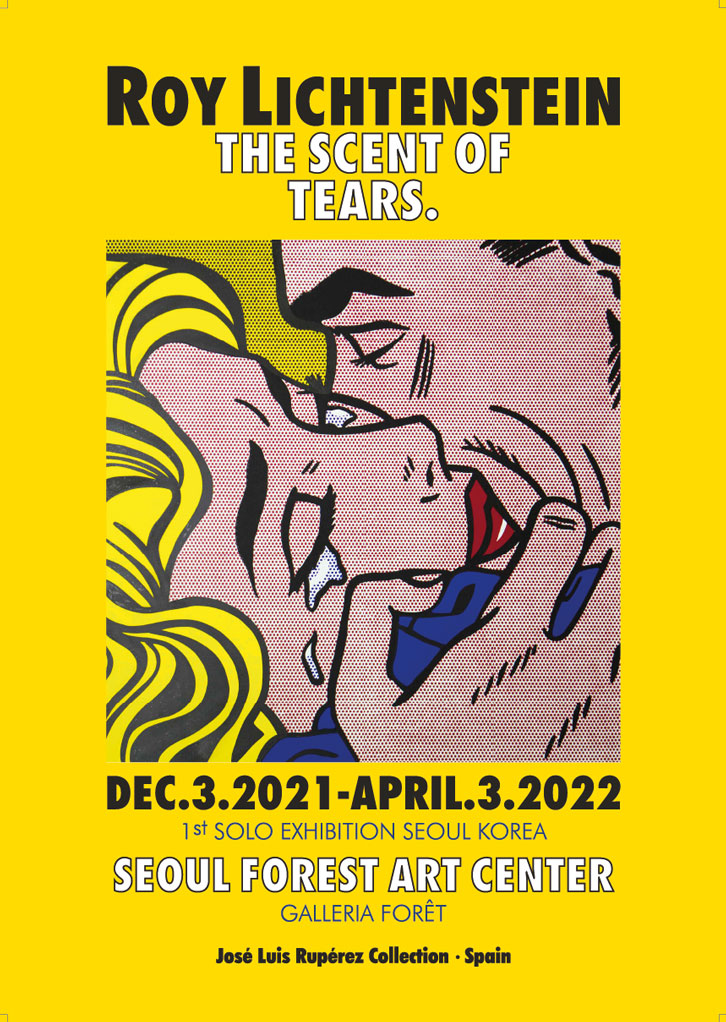 ROY LICHTENSTEIN
THE SCENT OF
TEARS.
DEC.3.2021-APRIL.3.2022
1st SOLO EXHIBITION SEOUL KOREA
SEOUL FOREST ART CENTER
GALLERIA FORÊT
José Luis Rupérez Collection · Spain